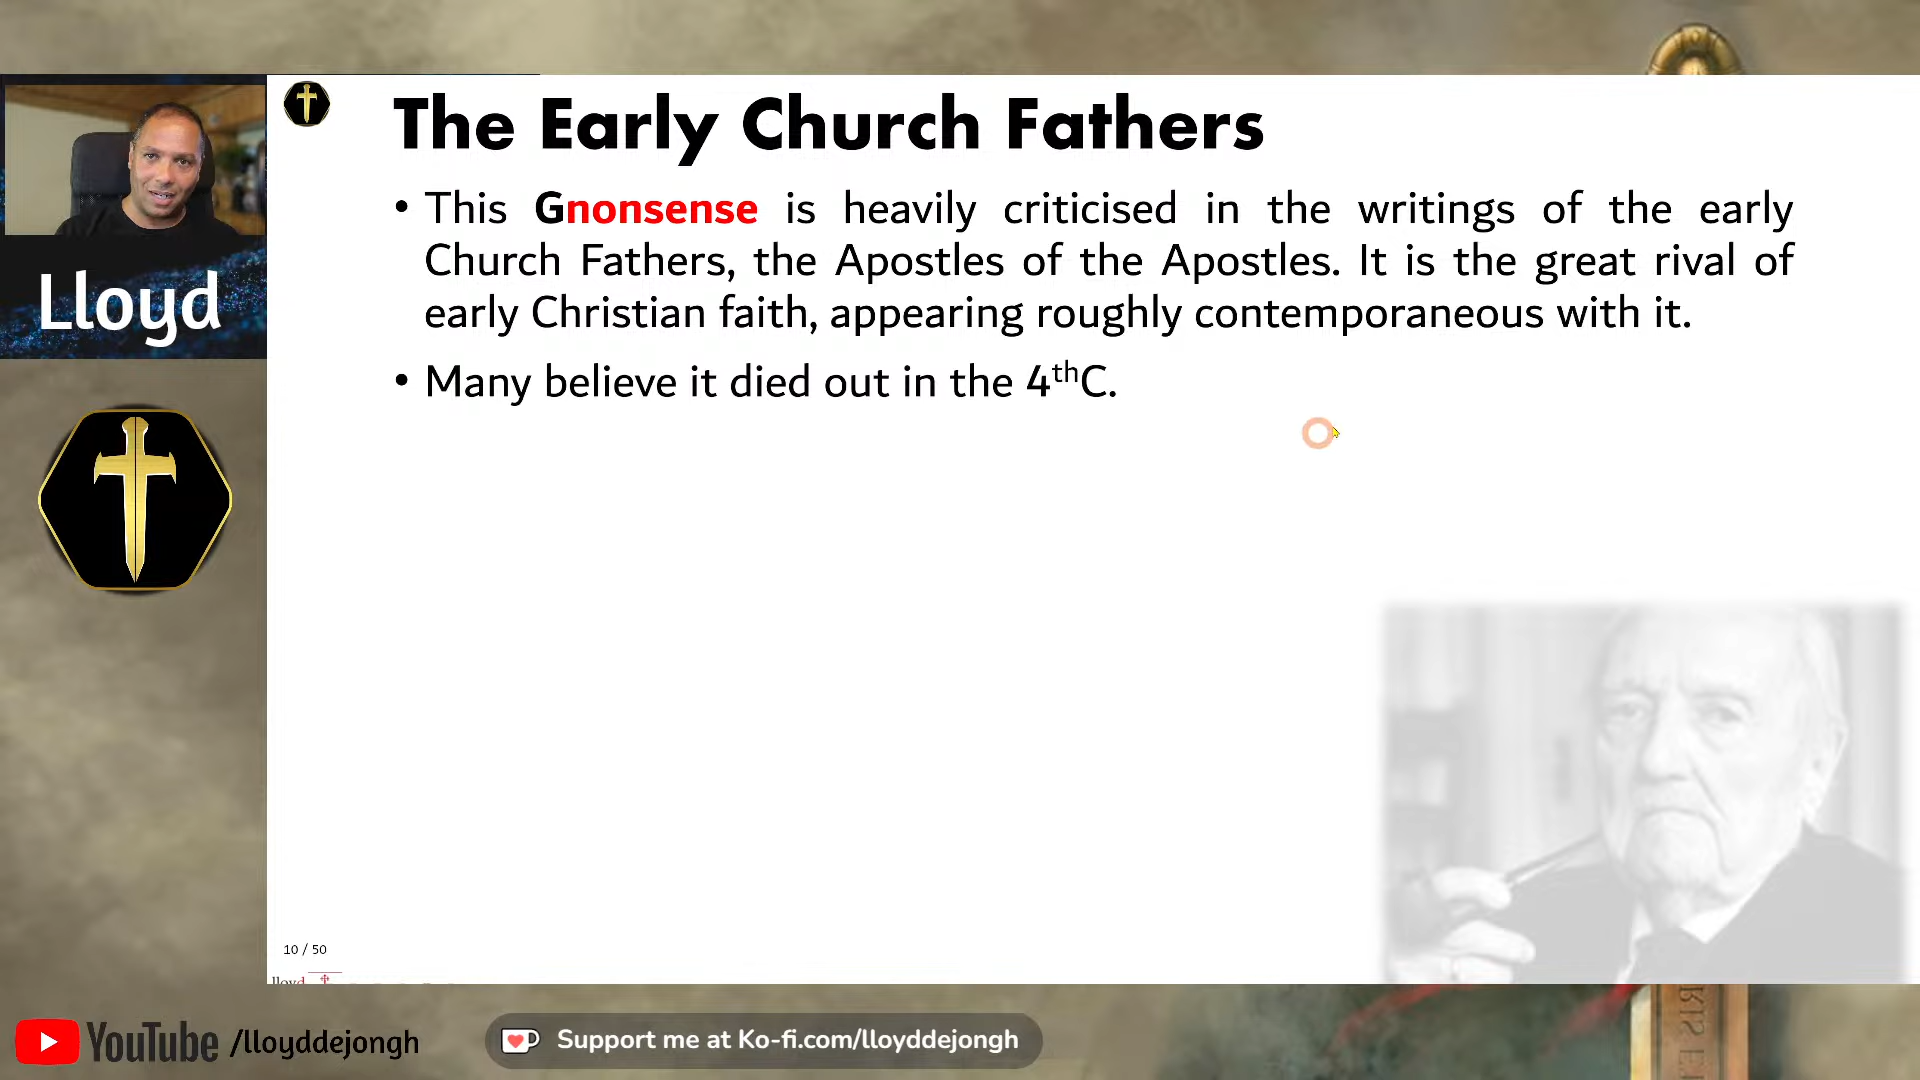 The Early Church Fathers
• This Gnonsense is heavily criticised in the writings of the early
Church Fathers, the Apostles of the Apostles. It is the great rival of
early Christian faith, appearing roughly contemporaneous with it.
• Many believe it died out in the 4thC.
Lloyd
10 / 50
lloyd
YouTube /lloyddejongh
Support me at Ko-fi.com/lloyddejongh